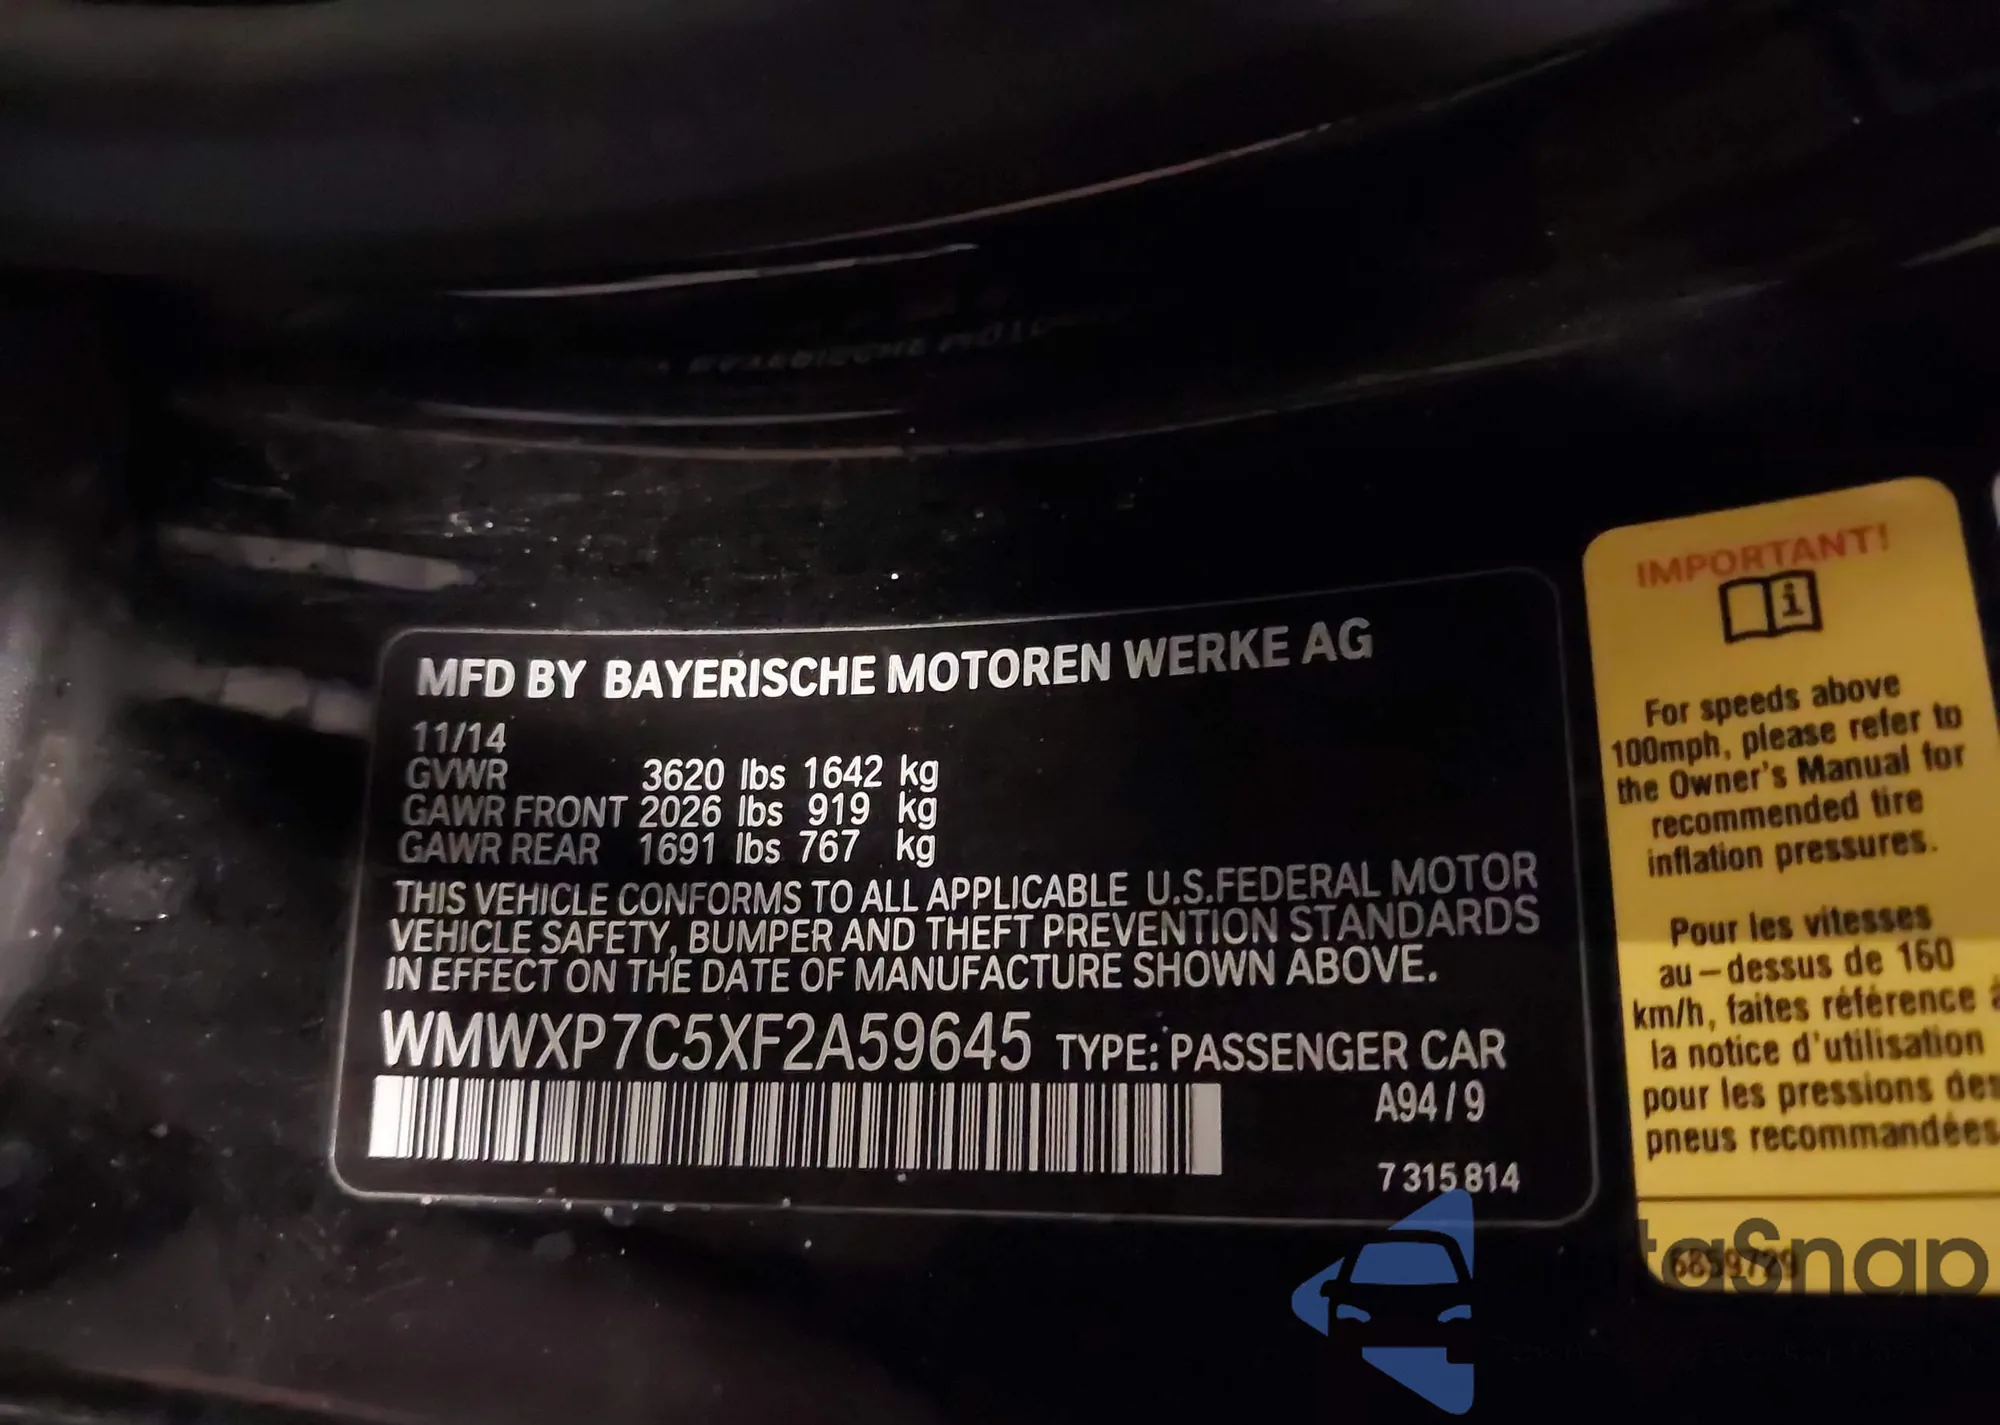 MFD BY BAYERISCHE MOTOREN WERKE AG
11/14
GVWR 3620 lbs 1642 kg
GAWR FRONT 2026 lbs 919 kg
GAWR REAR 1691 lbs 767 kg
THIS VEHICLE CONFORMS TO ALL APPLICABLE U.S.FEDERAL MOTOR
VEHICLE SAFETY, BUMPER AND THEFT PREVENTION STANDARDS
IN EFFECT ON THE DATE OF MANUFACTURE SHOWN ABOVE.
WMWXP7C5XF2A59645 TYPE: PASSENGER CAR
A94/9
7 315 814
IMPORTANT!
i
For speeds above
100mph, please refer to
the Owner's Manual for
recommended tire
inflation pressures.
Pour les vitesses
au-dessus de 160
km/h, faites référence à
la notice d'utilisation
pour les pressions des
pneus recommandées
6859729
taSnap